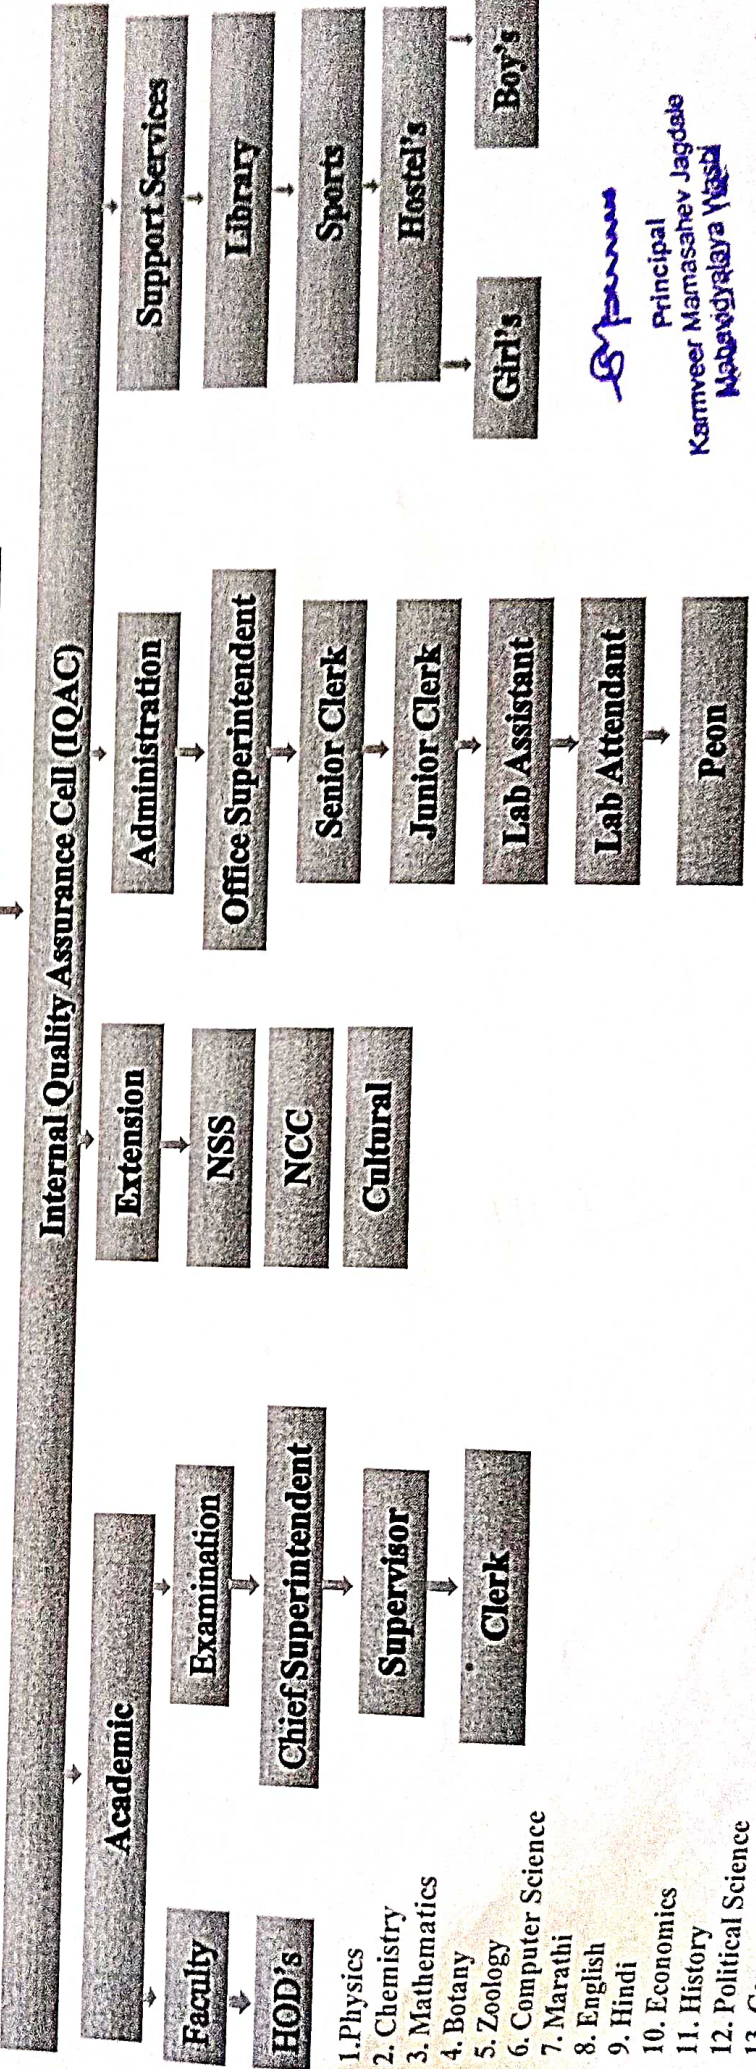 Internal Quality Assurance Cell (IQAC)
Academic
Faculty
HOD's
1.Physics
2. Chemistry
3. Mathematics
4. Botany
5. Zoology
6. Computer Science
7. Marathi
8. English
9. Hindi
10. Economics
11. History
12. Political Science
Examination
Chief Superintendent
Supervisor
Clerk
Extension
NSS
NCC
Cultural
Administration
Office Superintendent
Senior Clerk
Junior Clerk
Lab Assistant
Lab Attendant
Peon
Support Services
Library
Sports
Hostel's
Girl's
Boy's
Principal
Karmveer Mamasahev Jagdale
Mahavidyalaya Washi